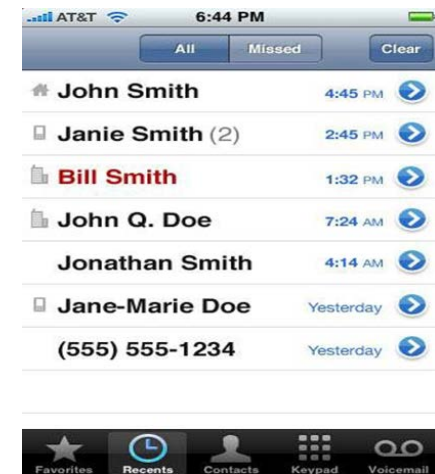 AT&T 6:44 PM
All Missed Clear
John Smith 4:45 PM
Janie Smith (2) 2:45 PM
Bill Smith 1:32 PM
John Q. Doe 7:24 AM
Jonathan Smith 4:14 AM
Jane-Marie Doe Yesterday
(555) 555-1234 Yesterday
Favorites Recents Contacts Keypad Voicemail